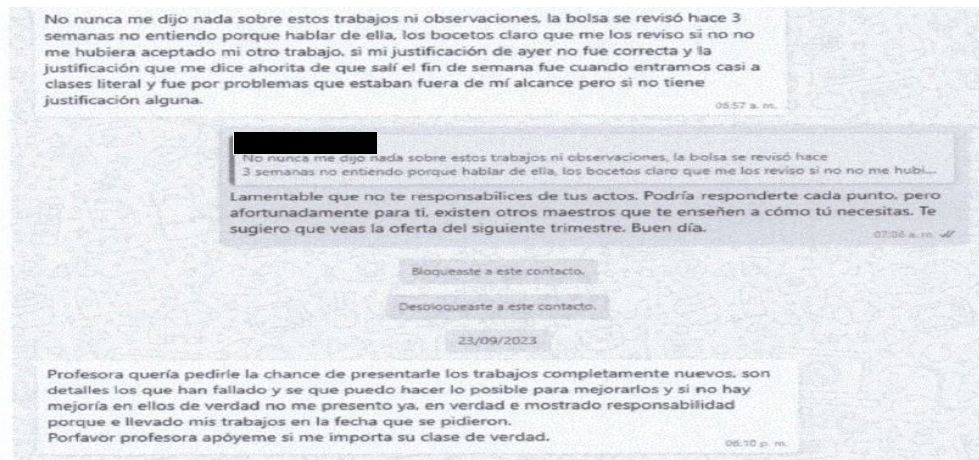 No nunca me dijo nada sobre estos trabajos ni observaciones, la bolsa se revisó hace 3
semanas no entiendo porque hablar de ella, los bocetos claro que me los reviso si no no
me hubiera aceptado mi otro trabajo, si mi justificación de ayer no fue correcta y la
justificación que me dice ahorita de que salí el fin de semana fue cuando entramos casi a
clases literal y fue por problemas que estaban fuera de mí alcance pero si no tiene
justificación alguna.
06:57 a. m.
No nunca me dijo nada sobre estos trabajos ni observaciones, la bolsa se revisó hace
3 semanas no entiendo porque hablar de ella, los bocetos claro que me los reviso si no no me hubi...
Lamentable que no te responsabilices de tus actos. Podría responderte cada punto, pero
afortunadamente para ti, existen otros maestros que te enseñen a cómo tú necesitas. Te
sugiero que veas la oferta del siguiente trimestre. Buen día.
07:06 a. m.
Bloqueaste a este contacto.
Desbloqueaste a este contacto.
23/09/2023
Profesora quería pedirle la chance de presentarle los trabajos completamente nuevos, son
detalles los que han fallado y se que puedo hacer lo posible para mejorarlos y si no hay
mejoría en ellos de verdad no me presento ya, en verdad e mostrado responsabilidad
porque e llevado mis trabajos en la fecha que se pidieron.
Porfavor profesora apóyeme si me importa su clase de verdad.
p. m.